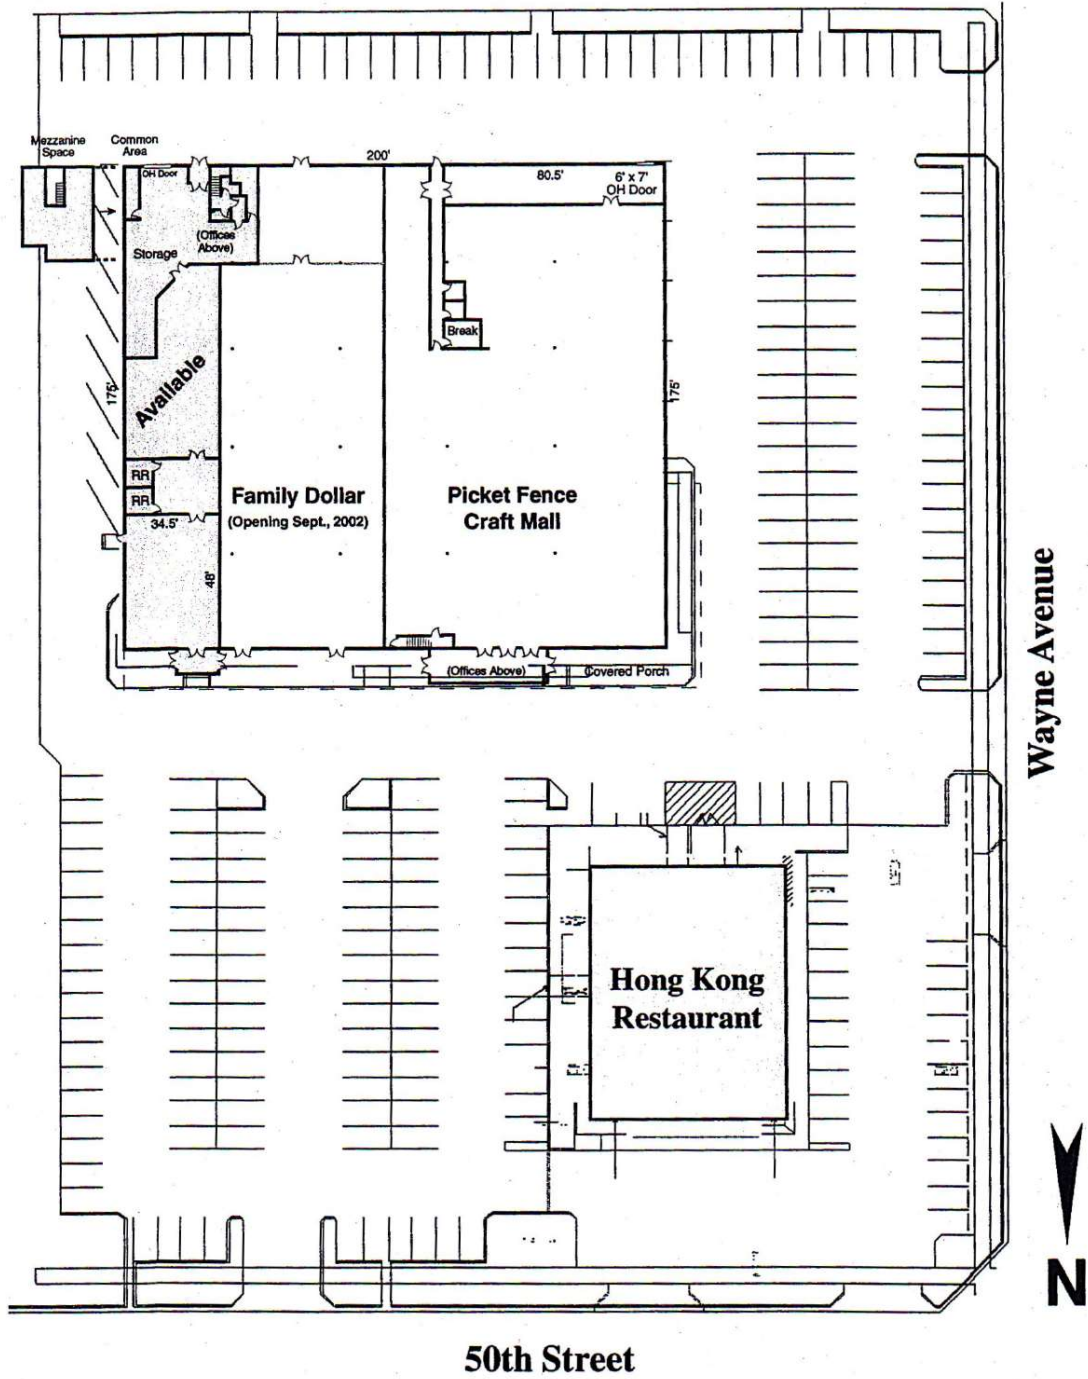 Mezzanine
Space
Common
Area
OH Door
200'
80.5'
6' x 7'
OH Door
(Offices
Above)
Storage
Break
175'
Available
175'
RR
RR
34.5'
48'
Family Dollar
(Opening Sept., 2002)
Picket Fence
Craft Mall
(Offices Above)
Covered Porch
Wayne Avenue
Hong Kong
Restaurant
N
50th Street